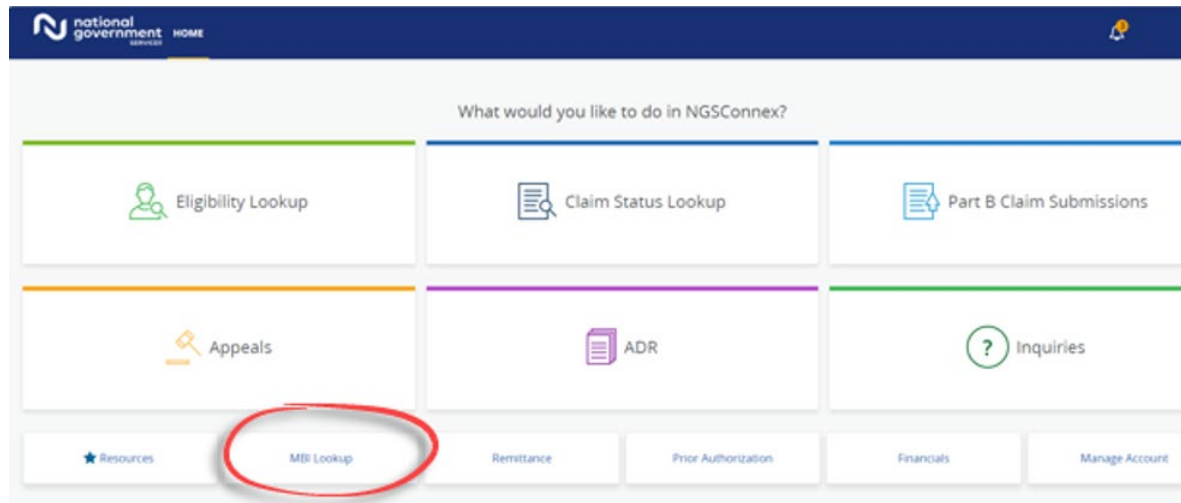 national
government HOME
SERVICES
What would you like to do in NGSConnex?
Eligibility Lookup
Claim Status Lookup
Part B Claim Submissions
Appeals
ADR
? Inquiries
Resources
MBI Lookup
Remittance
Prior Authorization
Financials
Manage Account